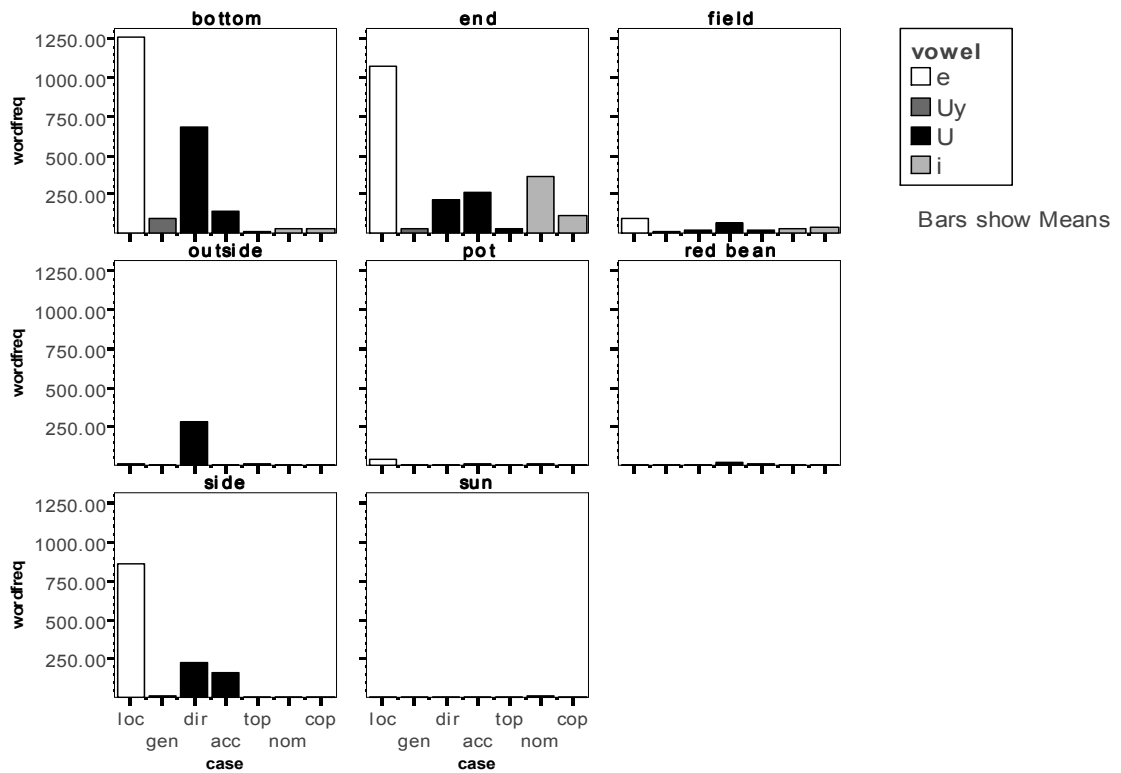 bottom
end
field
wordfreq
1250.00
1000.00
750.00
500.00
250.00
vowel
e
Uy
U
i
Bars show Means
outside
pot
red bean
wordfreq
1250.00
1000.00
750.00
500.00
250.00
side
sun
wordfreq
1250.00
1000.00
750.00
500.00
250.00
loc dir top cop
gen acc nom
case
loc dir top cop
gen acc nom
case